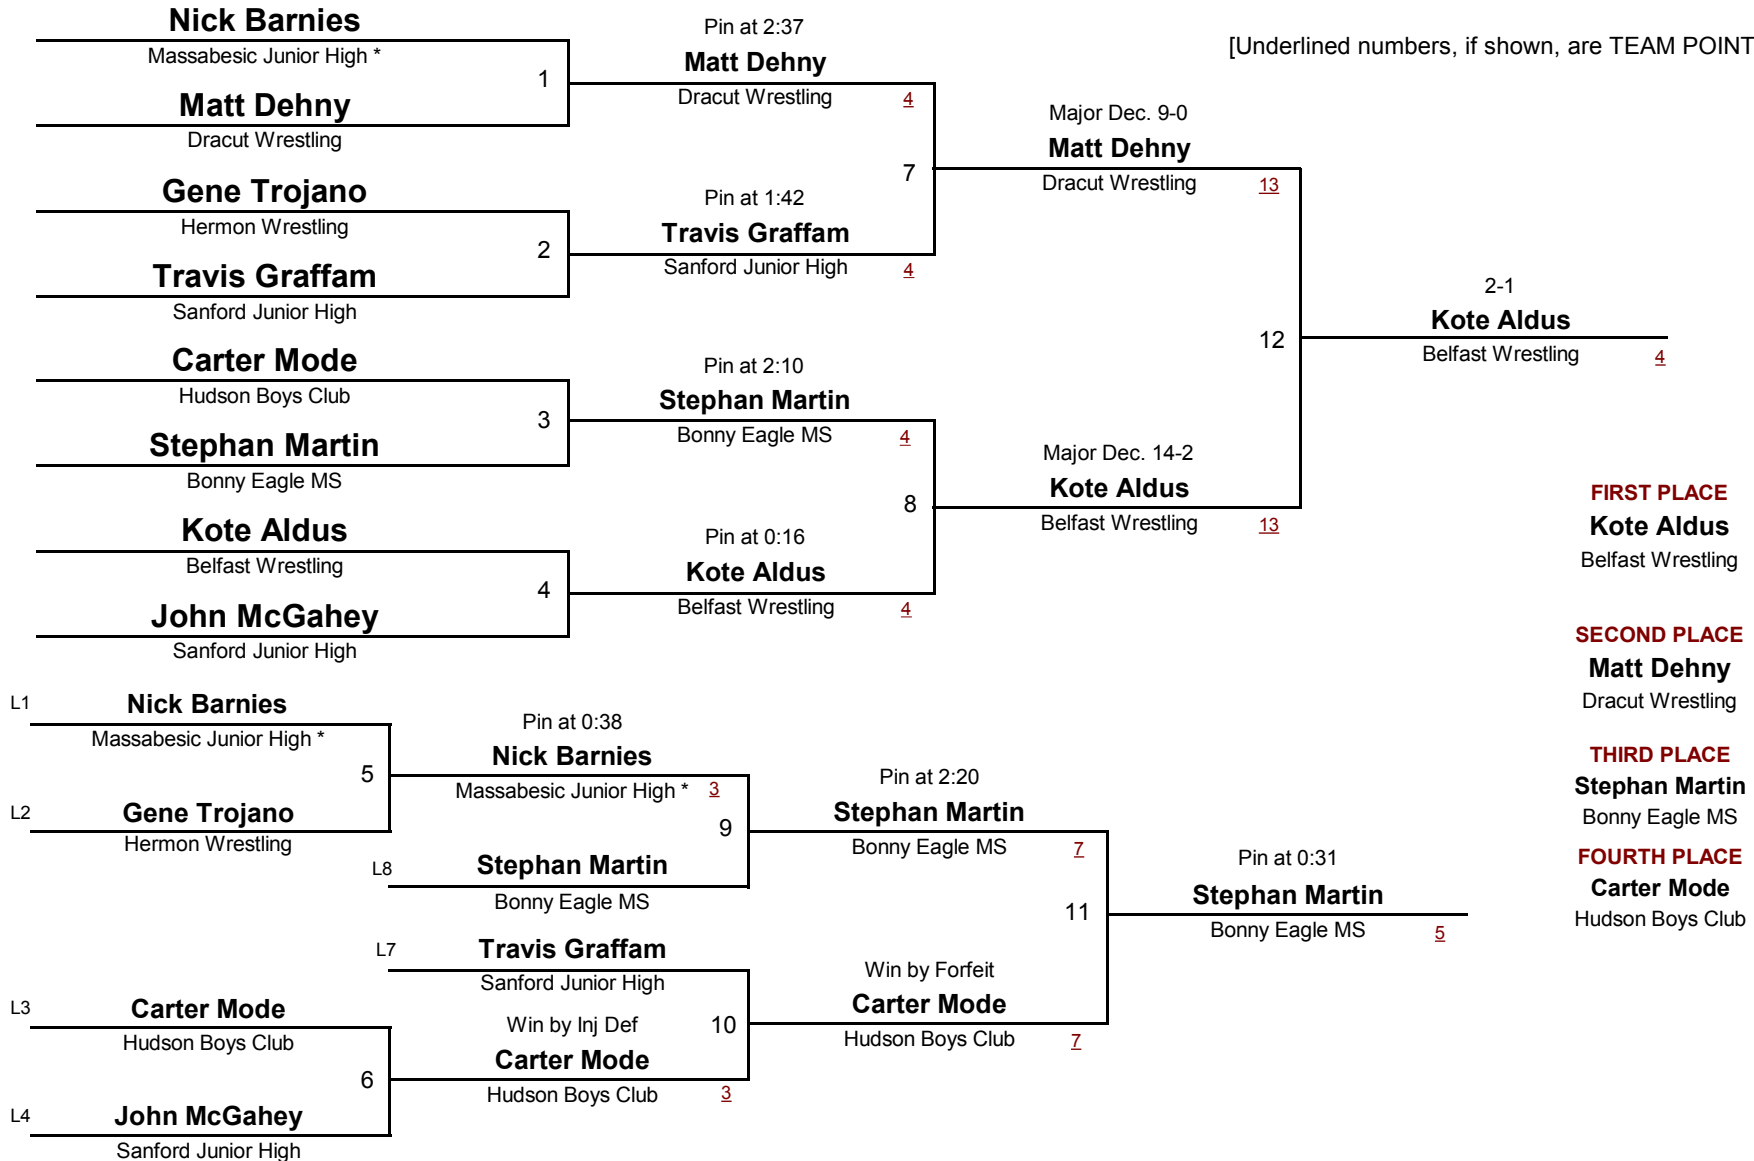 Nick Barnies
Massabesic Junior High *
1
Matt Dehny
Dracut Wrestling
Gene Trojano
Hermon Wrestling
2
Travis Graffam
Sanford Junior High
Carter Mode
Hudson Boys Club
3
Stephan Martin
Bonny Eagle MS
Kote Aldus
Belfast Wrestling
4
John McGahey
Sanford Junior High
Pin at 2:37
Matt Dehny
Dracut Wrestling 4
7
Pin at 1:42
Travis Graffam
Sanford Junior High 4
Pin at 2:10
Stephan Martin
Bonny Eagle MS 4
8
Pin at 0:16
Kote Aldus
Belfast Wrestling 4
[Underlined numbers, if shown, are TEAM POINT
Major Dec. 9-0
Matt Dehny
Dracut Wrestling 13
12
Major Dec. 14-2
Kote Aldus
Belfast Wrestling 13
2-1
Kote Aldus
Belfast Wrestling 4
FIRST PLACE
Kote Aldus
Belfast Wrestling
SECOND PLACE
Matt Dehny
Dracut Wrestling
THIRD PLACE
Stephan Martin
Bonny Eagle MS
FOURTH PLACE
Carter Mode
Hudson Boys Club
L1 Nick Barnies
Massabesic Junior High *
5
L2 Gene Trojano
Hermon Wrestling
L3 Carter Mode
Hudson Boys Club
6
L4 John McGahey
Sanford Junior High
Pin at 0:38
Nick Barnies
Massabesic Junior High * 3
9
L8 Stephan Martin
Bonny Eagle MS
L7 Travis Graffam
Sanford Junior High
Win by Inj Def 10
Carter Mode
Hudson Boys Club 3
Pin at 2:20
Stephan Martin
Bonny Eagle MS 7
11
Win by Forfeit
Carter Mode
Hudson Boys Club 7
Pin at 0:31
Stephan Martin
Bonny Eagle MS 5